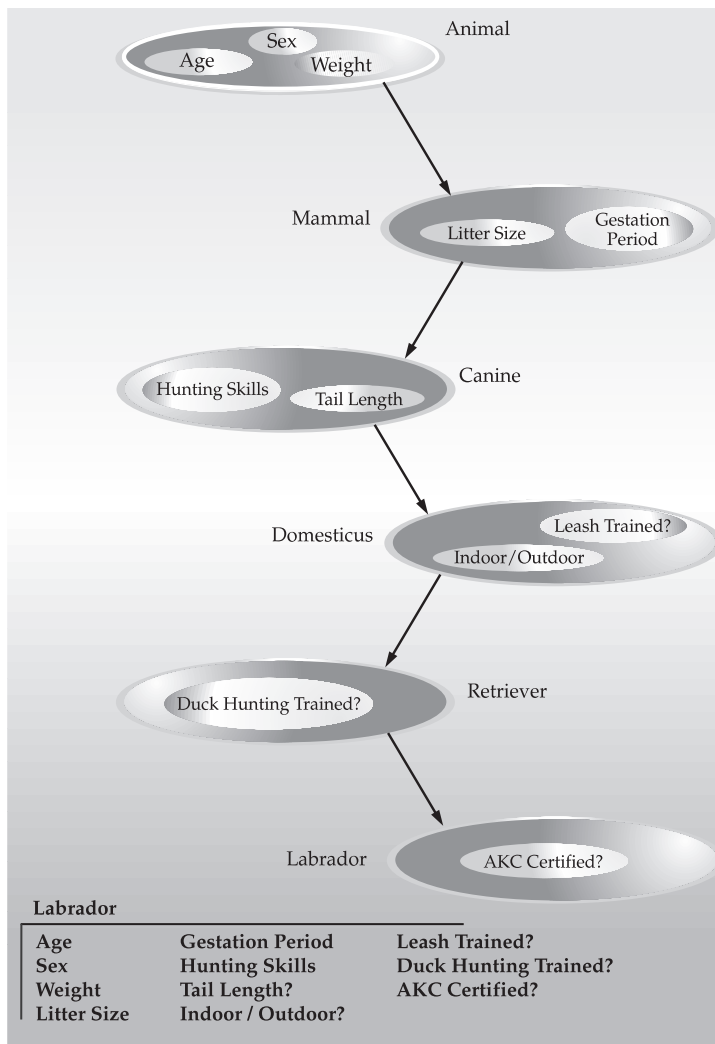 Animal
Sex
Age
Weight
Mammal
Litter Size
Gestation
Period
Canine
Hunting Skills
Tail Length
Domesticus
Leash Trained?
Indoor/Outdoor
Retriever
Duck Hunting Trained?
Labrador
AKC Certified?
Labrador
Age Gestation Period Leash Trained?
Sex Hunting Skills Duck Hunting Trained?
Weight Tail Length? AKC Certified?
Litter Size Indoor / Outdoor?